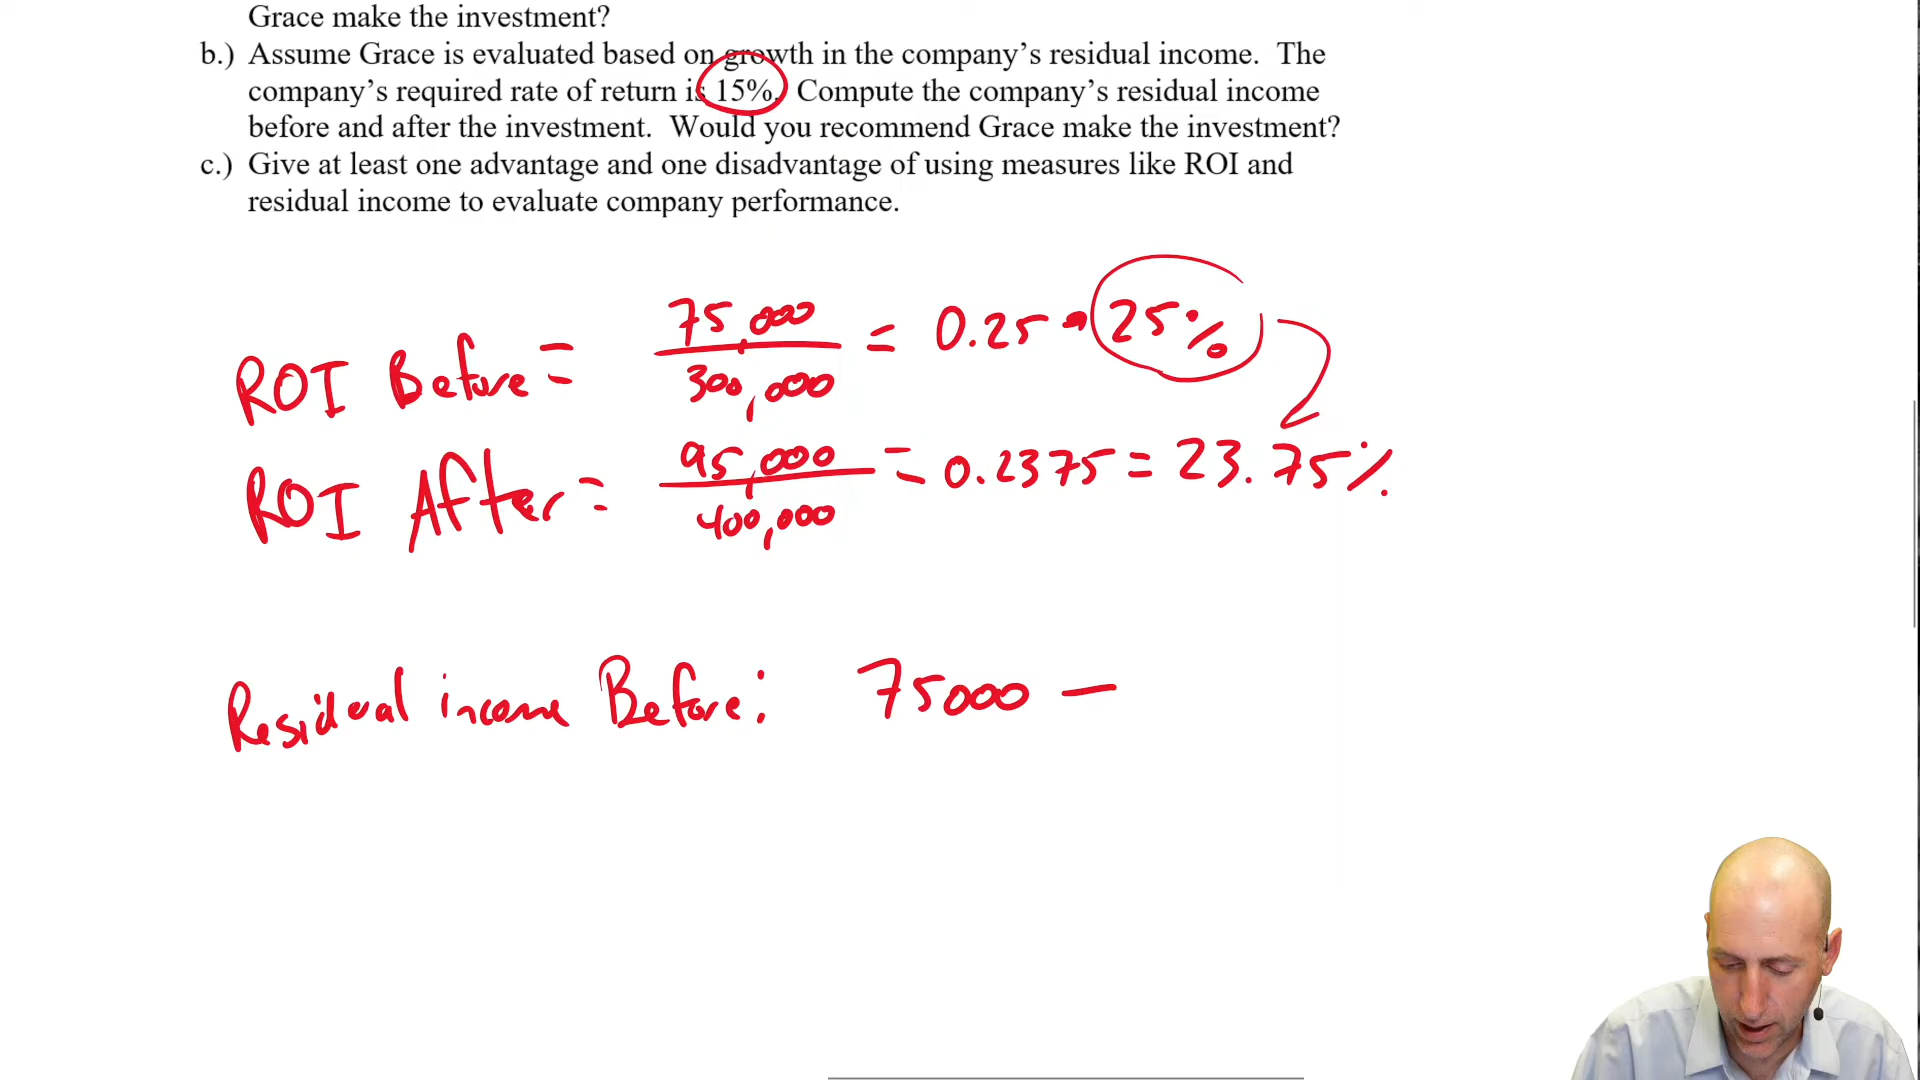 Grace make the investment?
b.) Assume Grace is evaluated based on growth in the company’s residual income. The
company’s required rate of return is 15%. Compute the company’s residual income
before and after the investment. Would you recommend Grace make the investment?
c.) Give at least one advantage and one disadvantage of using measures like ROI and
residual income to evaluate company performance.
ROI Before = 75,000 / 300,000 = 0.25 = 25%
ROI After = 95,000 / 400,000 = 0.2375 = 23.75%
Residual income Before: 75000 —